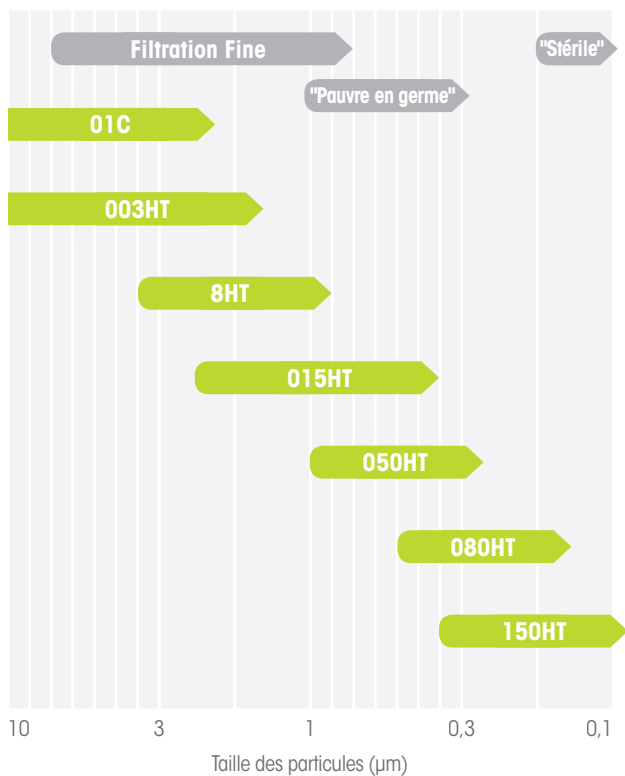 Filtration Fine
"Stérile"
"Pauvre en germe"
01C
003HT
8HT
015HT
050HT
080HT
150HT
10 3 1 0,3 0,1
Taille des particules (µm)